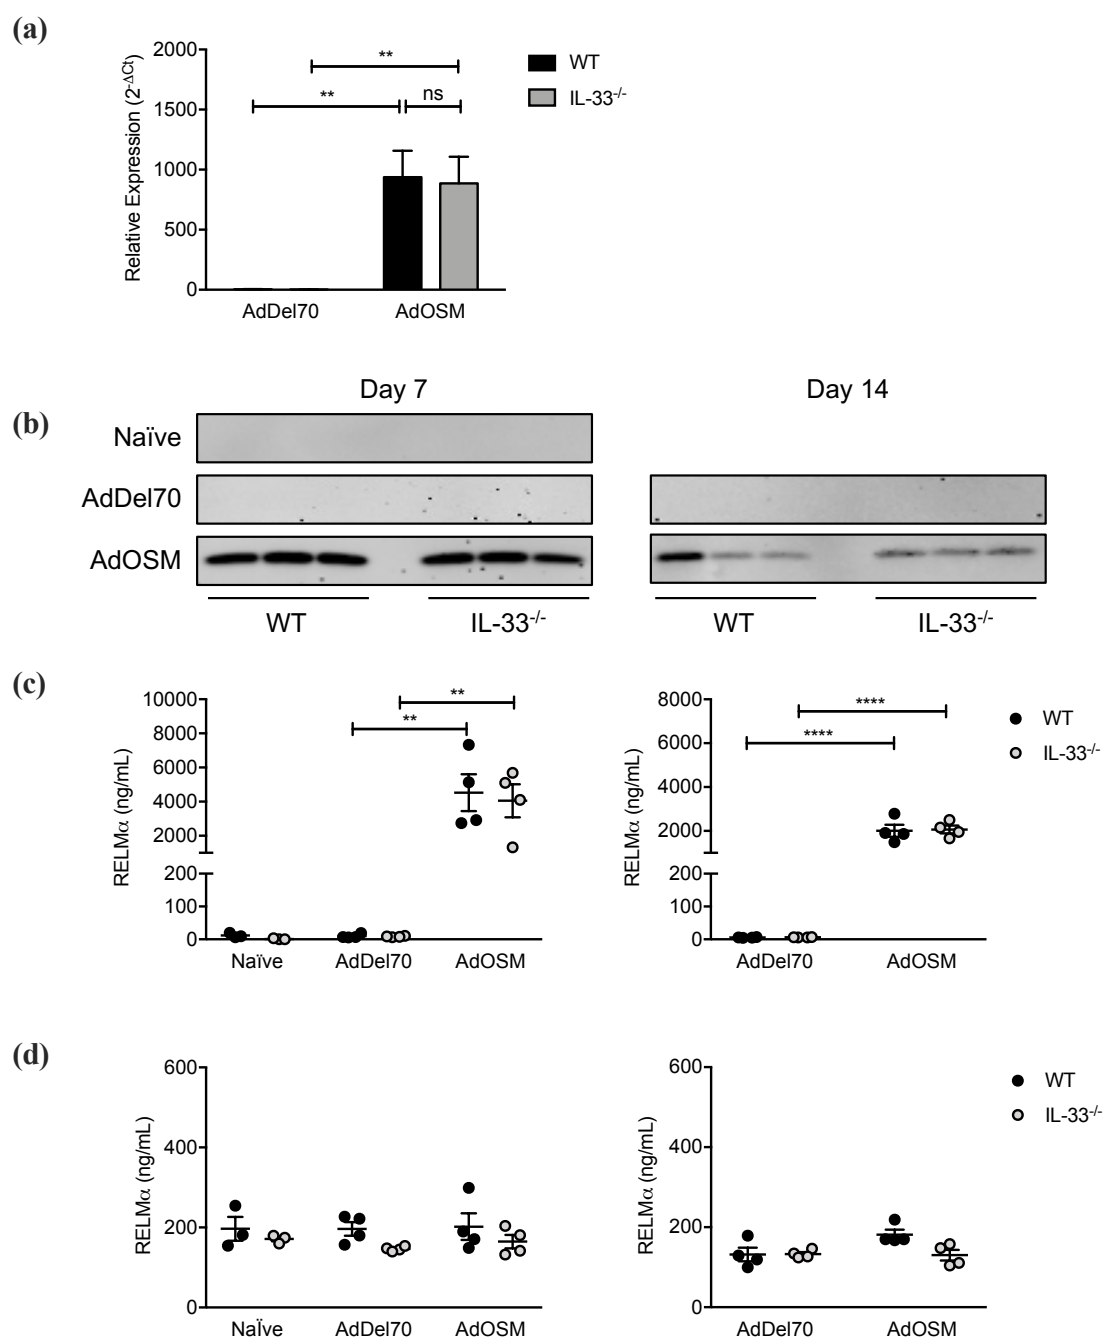 (a)
Relative Expression (2^-ΔCt)
2000
1500
1000
500
0
**
**
ns
WT
IL-33-/-
AdDel70
AdOSM
(b)
Day 7
Day 14
Naïve
AdDel70
AdOSM
WT
IL-33-/-
WT
IL-33-/-
(c)
RELMα (ng/mL)
10000
8000
6000
4000
2000
200
100
0
**
**
Naïve
AdDel70
AdOSM
RELMα (ng/mL)
8000
6000
4000
2000
200
100
0
****
****
AdDel70
AdOSM
WT
IL-33-/-
(d)
RELMα (ng/mL)
600
400
200
0
NaÏve
AdDel70
AdOSM
RELMα (ng/mL)
600
400
200
0
AdDel70
AdOSM
WT
IL-33-/-